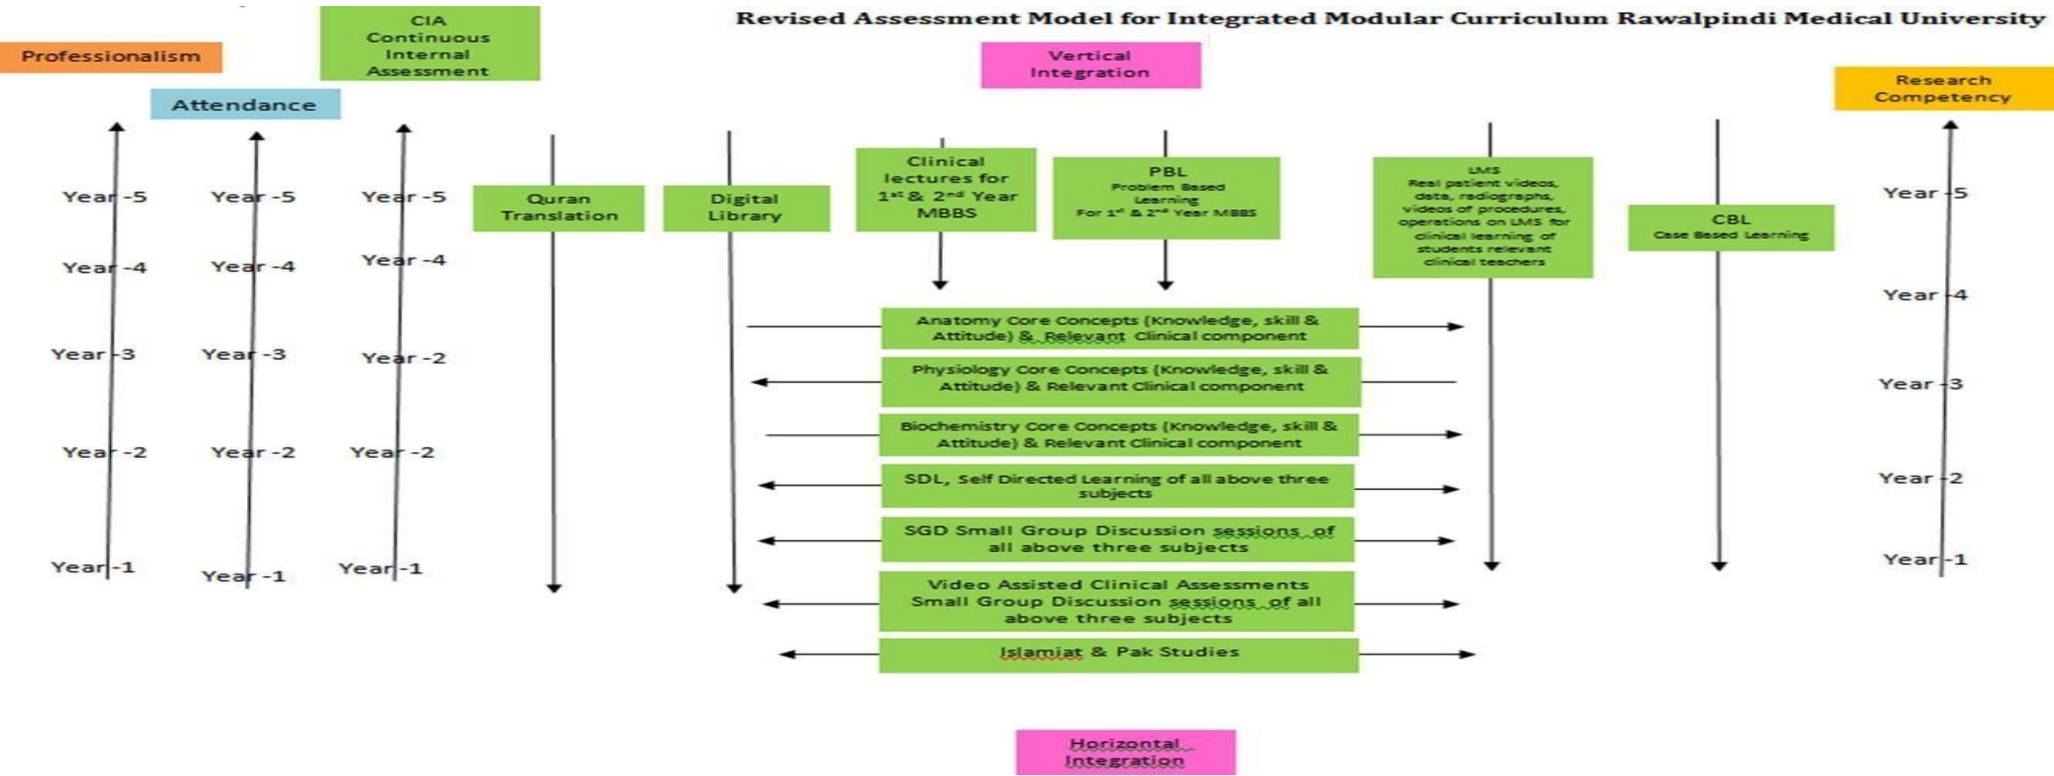 Revised Assessment Model for Integrated Modular Curriculum Rawalpindi Medical University
Professionalism
Attendance
CIA
Continuous
Internal
Assessment
Vertical
Integration
Research
Competency
Year -5
Year -4
Year -3
Year -2
Year -1
Year -5
Year -4
Year -3
Year -2
Year -1
Year -5
Year -4
Year -2
Year -2
Year -1
Quran
Translation
Digital
Library
Clinical
lectures for
1st & 2nd Year
MBBS
PBL
Problem Based
Learning
For 1st & 2nd Year MBBS
LMS
Real patient videos,
data, radiographs,
videos of procedures,
operations on LMS for
clinical learning of
students relevant
clinical teachers
CBL
Case Based Learning
Year -5
Year -4
Year -3
Year -2
Year -1
Anatomy Core Concepts (Knowledge, skill &
Attitude) & Relevant Clinical component
Physiology Core Concepts (Knowledge, skill &
Attitude) & Relevant Clinical component
Biochemistry Core Concepts (Knowledge, skill &
Attitude) & Relevant Clinical component
SDL, Self Directed Learning of all above three
subjects
SGD Small Group Discussion sessions of
all above three subjects
Video Assisted Clinical Assessments
Small Group Discussion sessions of all
above three subjects
Islamiat & Pak Studies
Horizontal
Integration